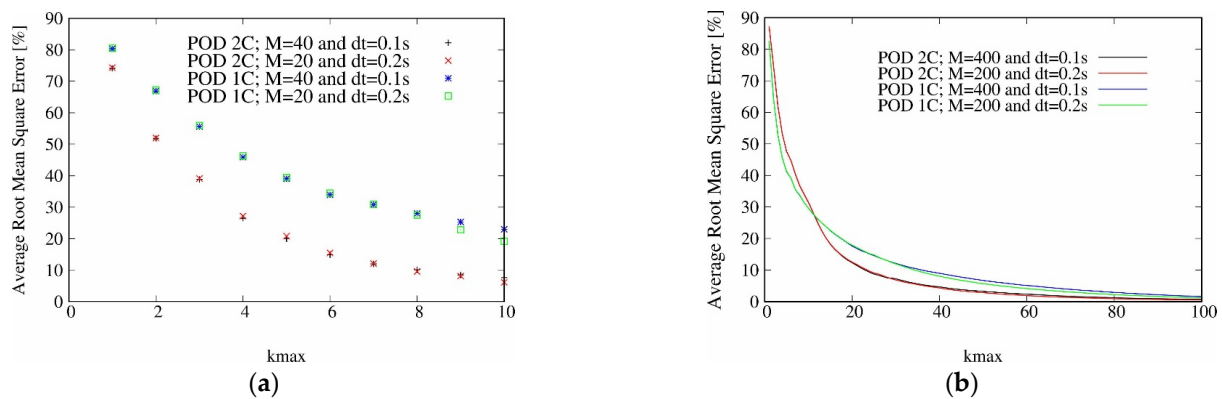 Average Root Mean Square Error [%]
90
80
70
60
50
40
30
20
10
0
POD 2C; M=40 and dt=0.1s
POD 2C; M=20 and dt=0.2s
POD 1C; M=40 and dt=0.1s
POD 1C; M=20 and dt=0.2s
0 2 4 6 8 10
kmax
(a)
Average Root Mean Square Error [%]
90
80
70
60
50
40
30
20
10
0
POD 2C; M=400 and dt=0.1s
POD 2C; M=200 and dt=0.2s
POD 1C; M=400 and dt=0.1s
POD 1C; M=200 and dt=0.2s
0 20 40 60 80 100
kmax
(b)